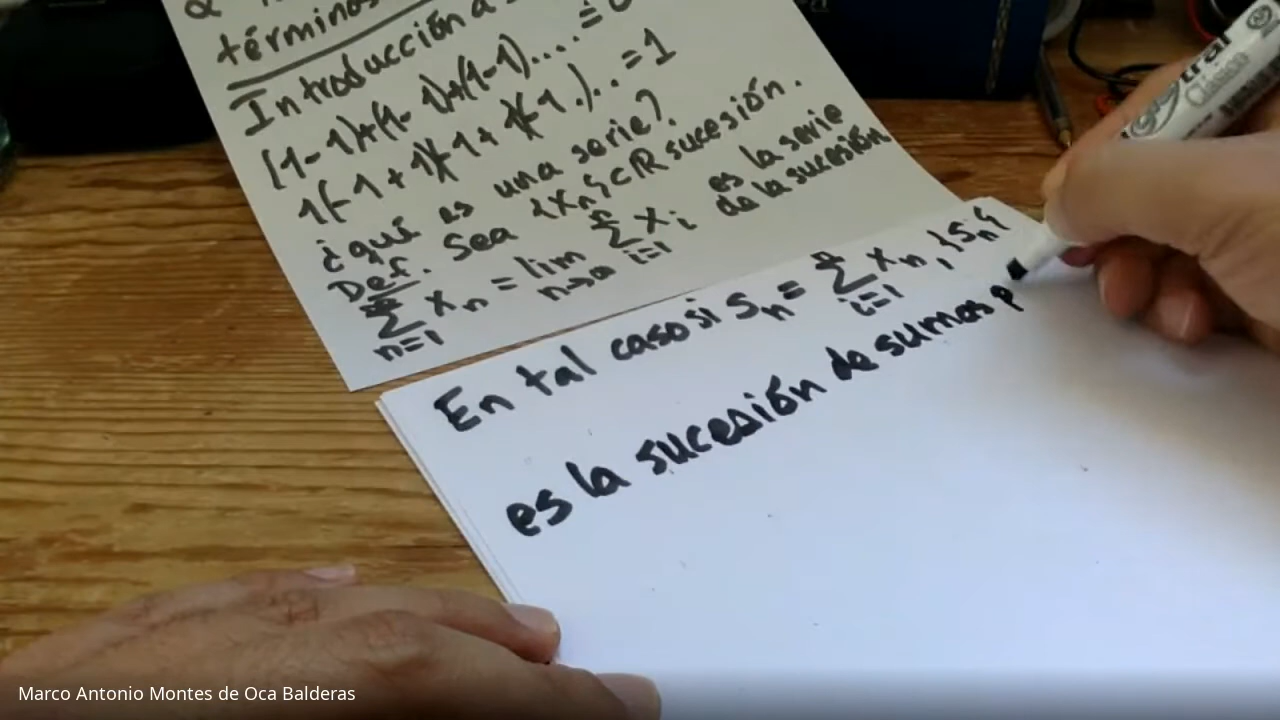 términos
Introducción a
(1-1)+(1-1)+(1-1)....=0
1(-1+1)(-1+1)(-1.)..=1
¿qué es una serie?
Def. Sea {Xn}⊂R sucesión.
∞∑n=1 Xn = lim n→∞ n∑i=1 Xi es la serie
de la sucesión
En tal caso si Sn = n∑i=1 Xn, {Sn}
es la sucesión de sumas p
Clásico
Marco Antonio Montes de Oca Balderas